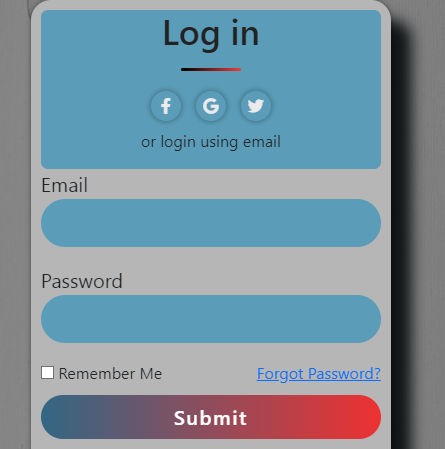 Log in
or login using email
Email
Password
Remember Me Forgot Password?
Submit